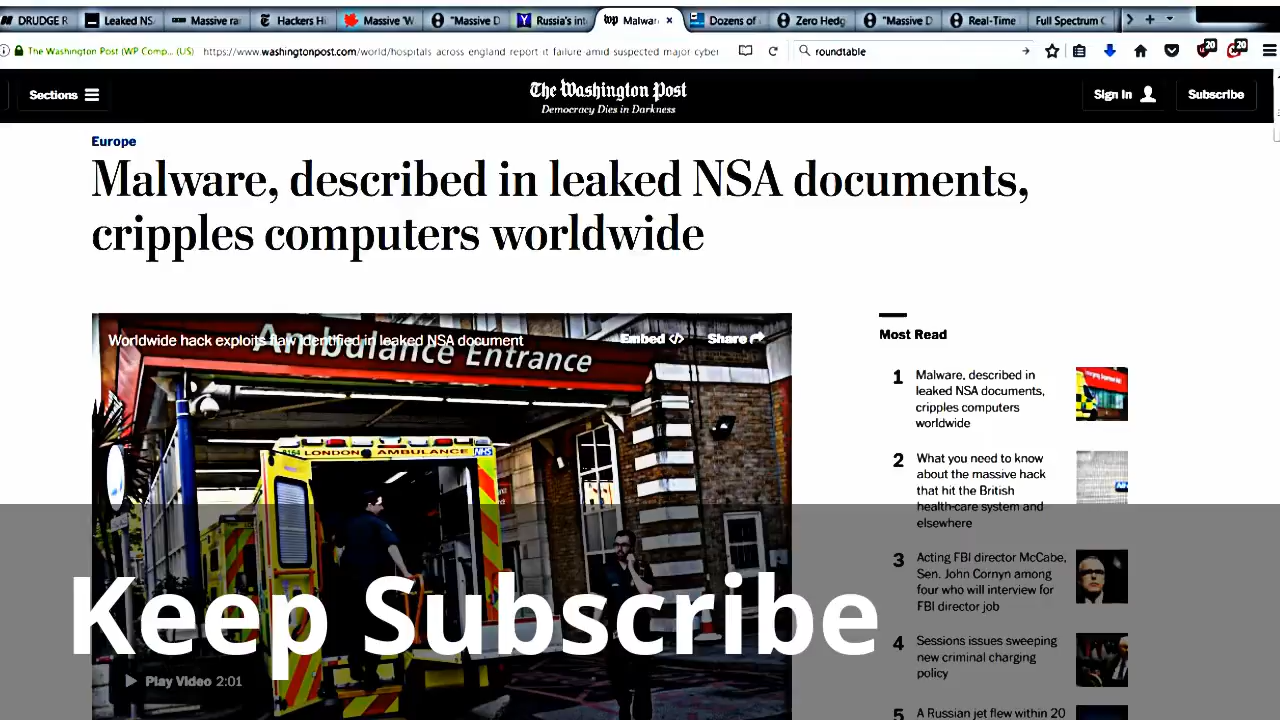 DRUDGE R
Leaked NS
Massive ra
Hackers Hi
Massive 'W
"Massive D
Russia's int
Malwar
Dozens of
Zero Hedg
"Massive D
Real-Time
Full Spectrum C
The Washington Post (WP Comp... (US)
https://www.washingtonpost.com/world/hospitals across england report it failure amid suspected major cyber
roundtable
20
20
Sections
The Washington Post
Democracy Dies in Darkness
Sign In
Subscribe
Europe
Malware, described in leaked NSA documents,
cripples computers worldwide
Worldwide hack exploits flaw identified in leaked NSA document
Embed </>
Share
Ambulance Entrance
LONDON AMBULANCE
NHS
Play Video 2:01
Most Read
1
Malware, described in
leaked NSA documents,
cripples computers
worldwide
2
What you need to know
about the massive hack
that hit the British
health-care system and
elsewhere
3
Acting FBI director McCabe,
Sen. John Cornyn among
four who will interview for
FBI director job
4
Sessions issues sweeping
new criminal charging
policy
5
A Russian jet flew within 20
Keep Subscribe